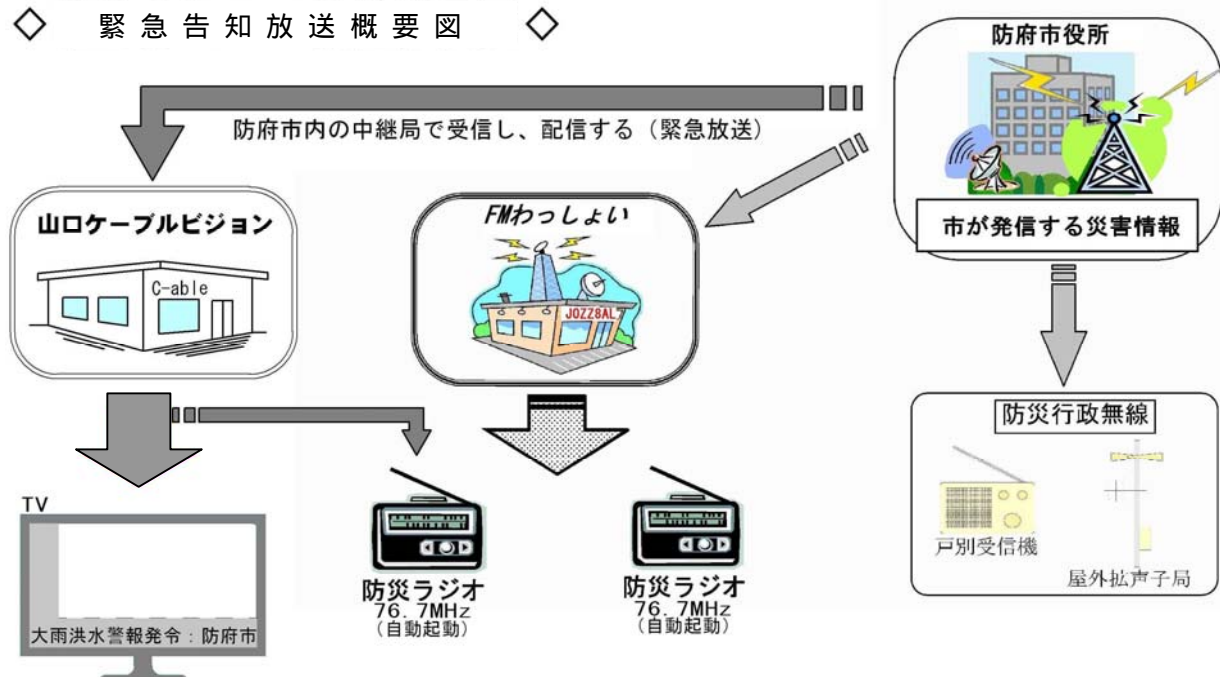 ◇ 緊急告知放送概要図 ◇
防府市役所
防府市内の中継局で受信し、配信する（緊急放送）
市が発信する災害情報
山口ケーブルビジョン
C-able
FMわっしょい
JOZZ8AL
防災行政無線
戸別受信機
屋外拡声子局
TV
大雨洪水警報発令：防府市
防災ラジオ
76.7MHz
（自動起動）
防災ラジオ
76.7MHz
（自動起動）